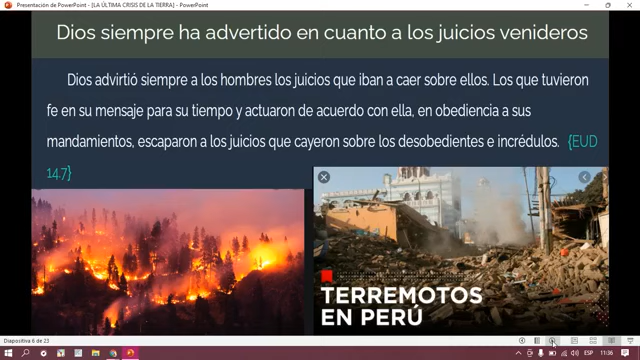 Presentación de PowerPoint - [LA ÚLTIMA CRISIS DE LA TIERRA] - PowerPoint
Dios siempre ha advertido en cuanto a los juicios venideros
Dios advirtió siempre a los hombres los juicios que iban a caer sobre ellos. Los que tuvieron
fe en su mensaje para su tiempo y actuaron de acuerdo con ella, en obediencia a sus
mandamientos, escaparon a los juicios que cayeron sobre los desobedientes e incrédulos. {EUD
14.7}
TERREMOTOS
EN PERÚ
Diapositiva 6 de 23
ESP
11:36